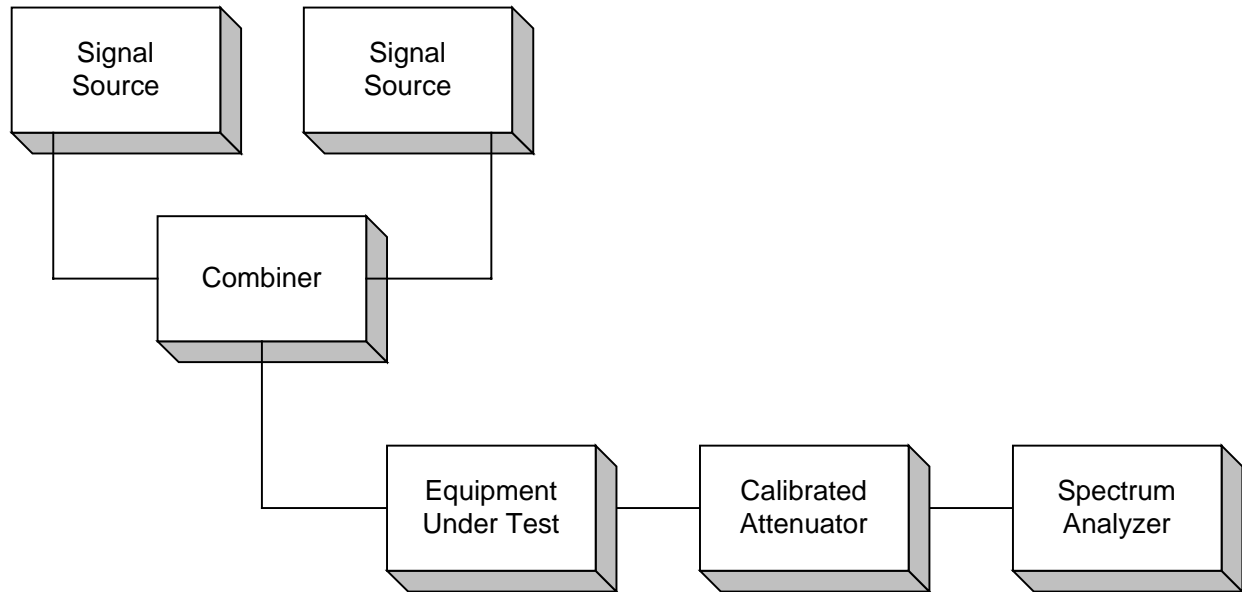 Signal
Source
Signal
Source
Combiner
Equipment
Under Test
Calibrated
Attenuator
Spectrum
Analyzer